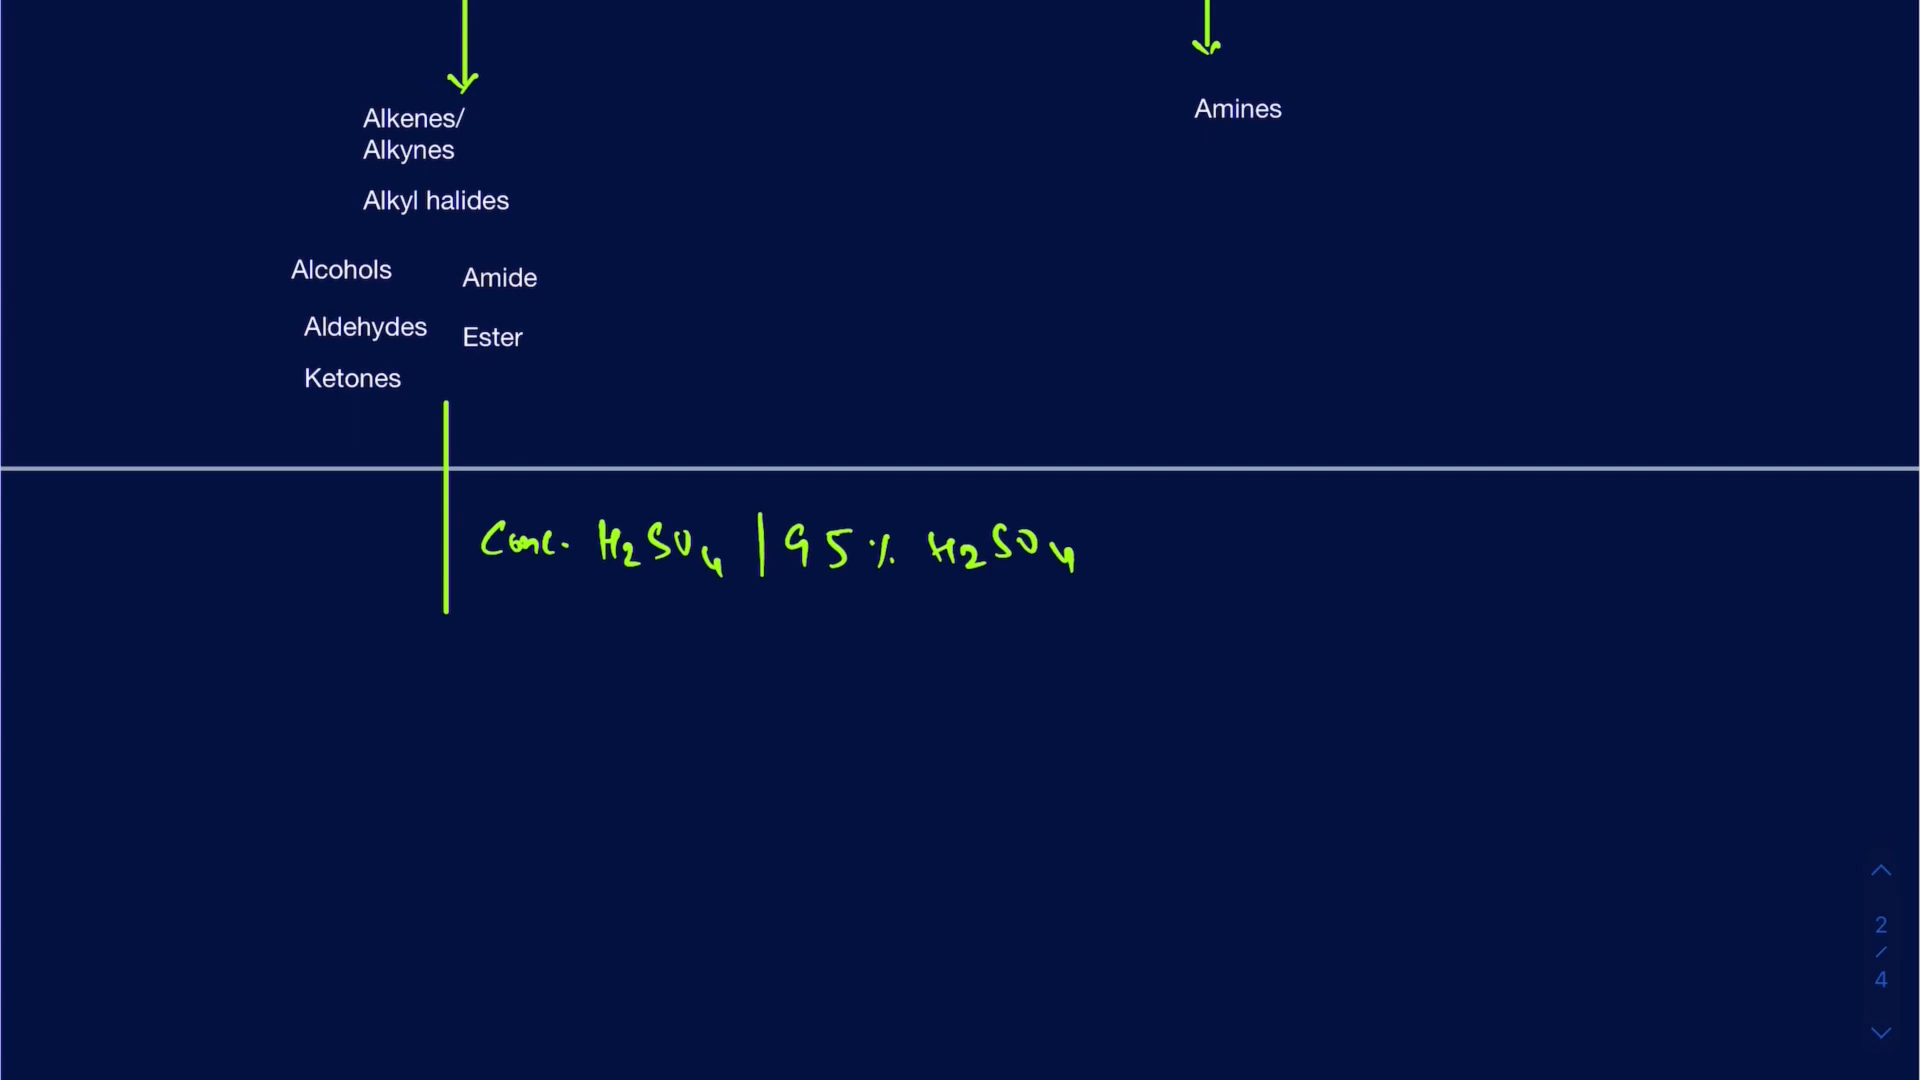 Alkenes/
Alkynes
Amines
Alkyl halides
Alcohols
Amide
Aldehydes
Ester
Ketones
Conc. H₂SO₄ | 95% H₂SO₄
2
/
4